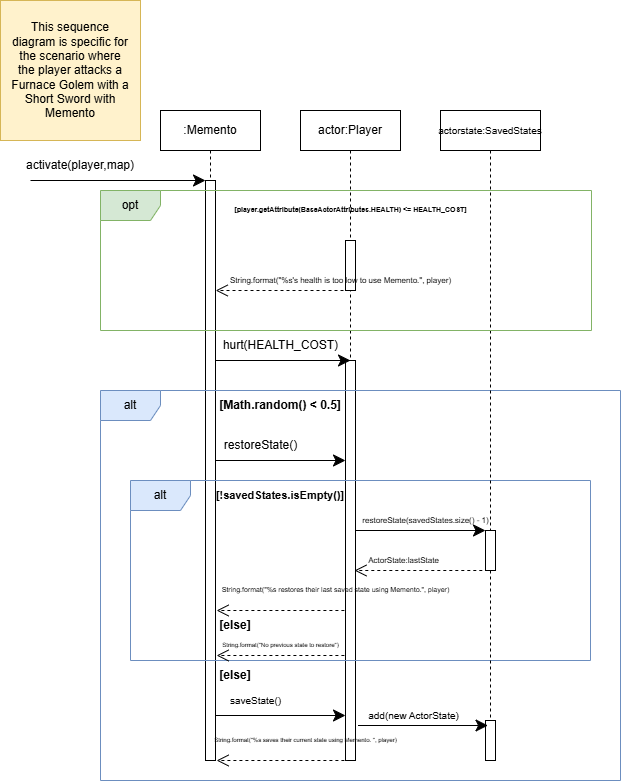 This sequence
diagram is specific for
the scenario where
the player attacks a
Furnace Golem with a
Short Sword with
Memento
:Memento
actor:Player
actorstate:SavedStates
activate(player,map)
opt
[player.getAttribute(BaseActorAttributes.HEALTH) <= HEALTH_COST]
String.format("%s's health is too low to use Memento.", player)
hurt(HEALTH_COST)
alt
[Math.random() < 0.5]
restoreState()
alt
[!savedStates.isEmpty()]
restoreState(savedStates.size() - 1)
ActorState:lastState
String.format("%s restores their last saved state using Memento.", player)
[else]
String.format("No previous state to restore")
[else]
saveState()
add(new ActorState)
String.format("%s saves their current state using Memento. ", player)